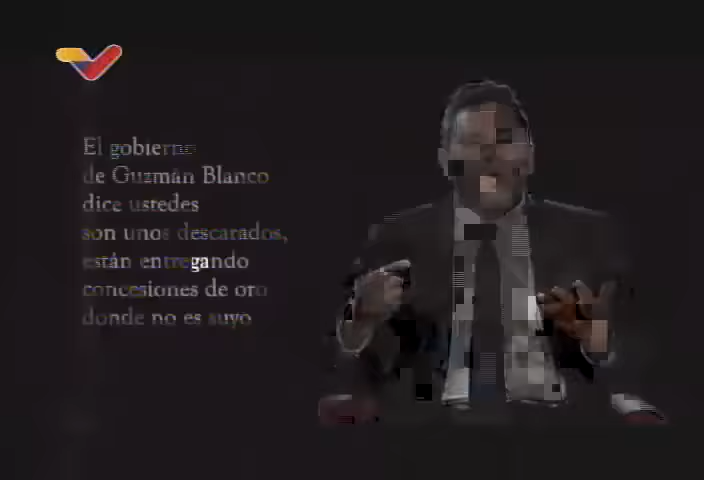 El gobierno
de Guzmán Blanco
dice ustedes
son unos descarados,
están entregando
concesiones de oro
donde no es suyo